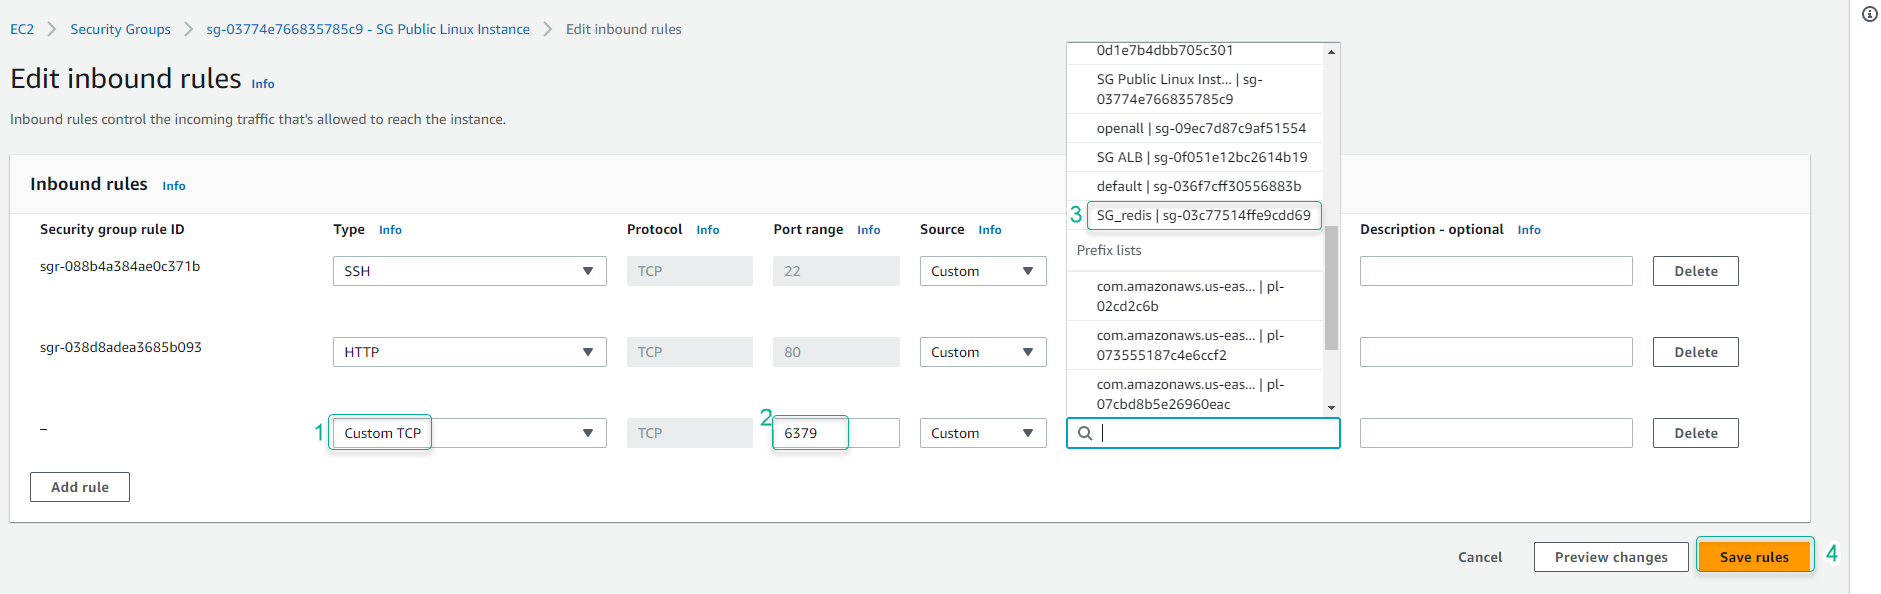 EC2 > Security Groups > sg-03774e766835785c9 - SG Public Linux Instance > Edit inbound rules
Edit inbound rules Info
Inbound rules control the incoming traffic that's allowed to reach the instance.
0d1e7b4dbb705c301
SG Public Linux Inst... | sg-
03774e766835785c9
openall | sg-09ec7d87c9af51554
SG ALB | sg-0f051e12bc2614b19
default | sg-036f7cff30556883b
3 SG_redis | sg-03c77514ffe9cdd69
Prefix lists
com.amazonaws.us-eas... | pl-
02cd2c6b
com.amazonaws.us-eas... | pl-
073555187c4e6ccf2
com.amazonaws.us-eas... | pl-
07cbd8b5e26960eac
Inbound rules Info
Security group rule ID Type Info Protocol Info Port range Info Source Info Description - optional Info
sgr-088b4a384ae0c371b SSH TCP 22 Custom Delete
sgr-038d8adea3685b093 HTTP TCP 80 Custom Delete
– 1 Custom TCP TCP 2 6379 Custom Delete
Add rule
Cancel Preview changes Save rules 4